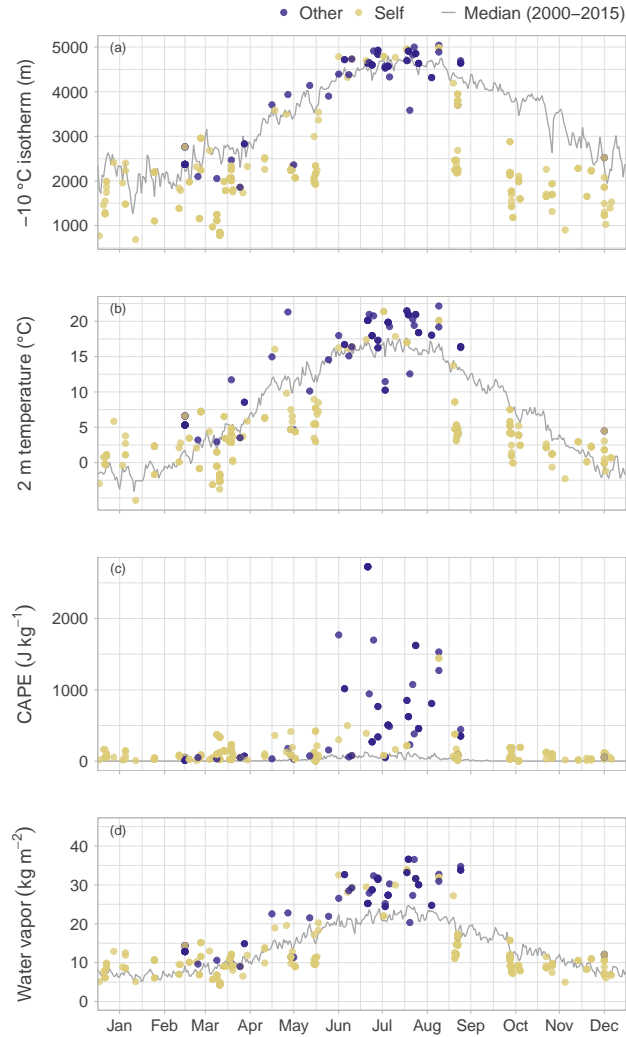 Other Self Median (2000–2015)
(a)
5000
4000
3000
2000
1000
−10 °C isotherm (m)
(b)
20
15
10
5
0
2 m temperature (°C)
(c)
2000
1000
0
CAPE (J kg⁻¹)
(d)
40
30
20
10
0
Water vapor (kg m⁻²)
Jan Feb Mar Apr May Jun Jul Aug Sep Oct Nov Dec